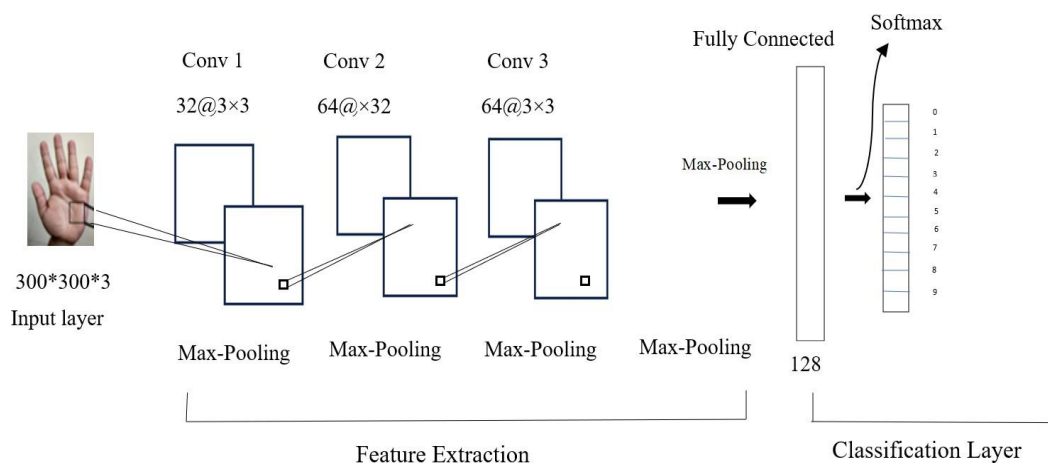 Softmax
Fully Connected
Conv 1
Conv 2
Conv 3
32@3×3
64@×32
64@3×3
0
1
2
Max-Pooling
3
4
5
6
7
8
9
300*300*3
Input layer
Max-Pooling
Max-Pooling
Max-Pooling
Max-Pooling
128
Feature Extraction
Classification Layer